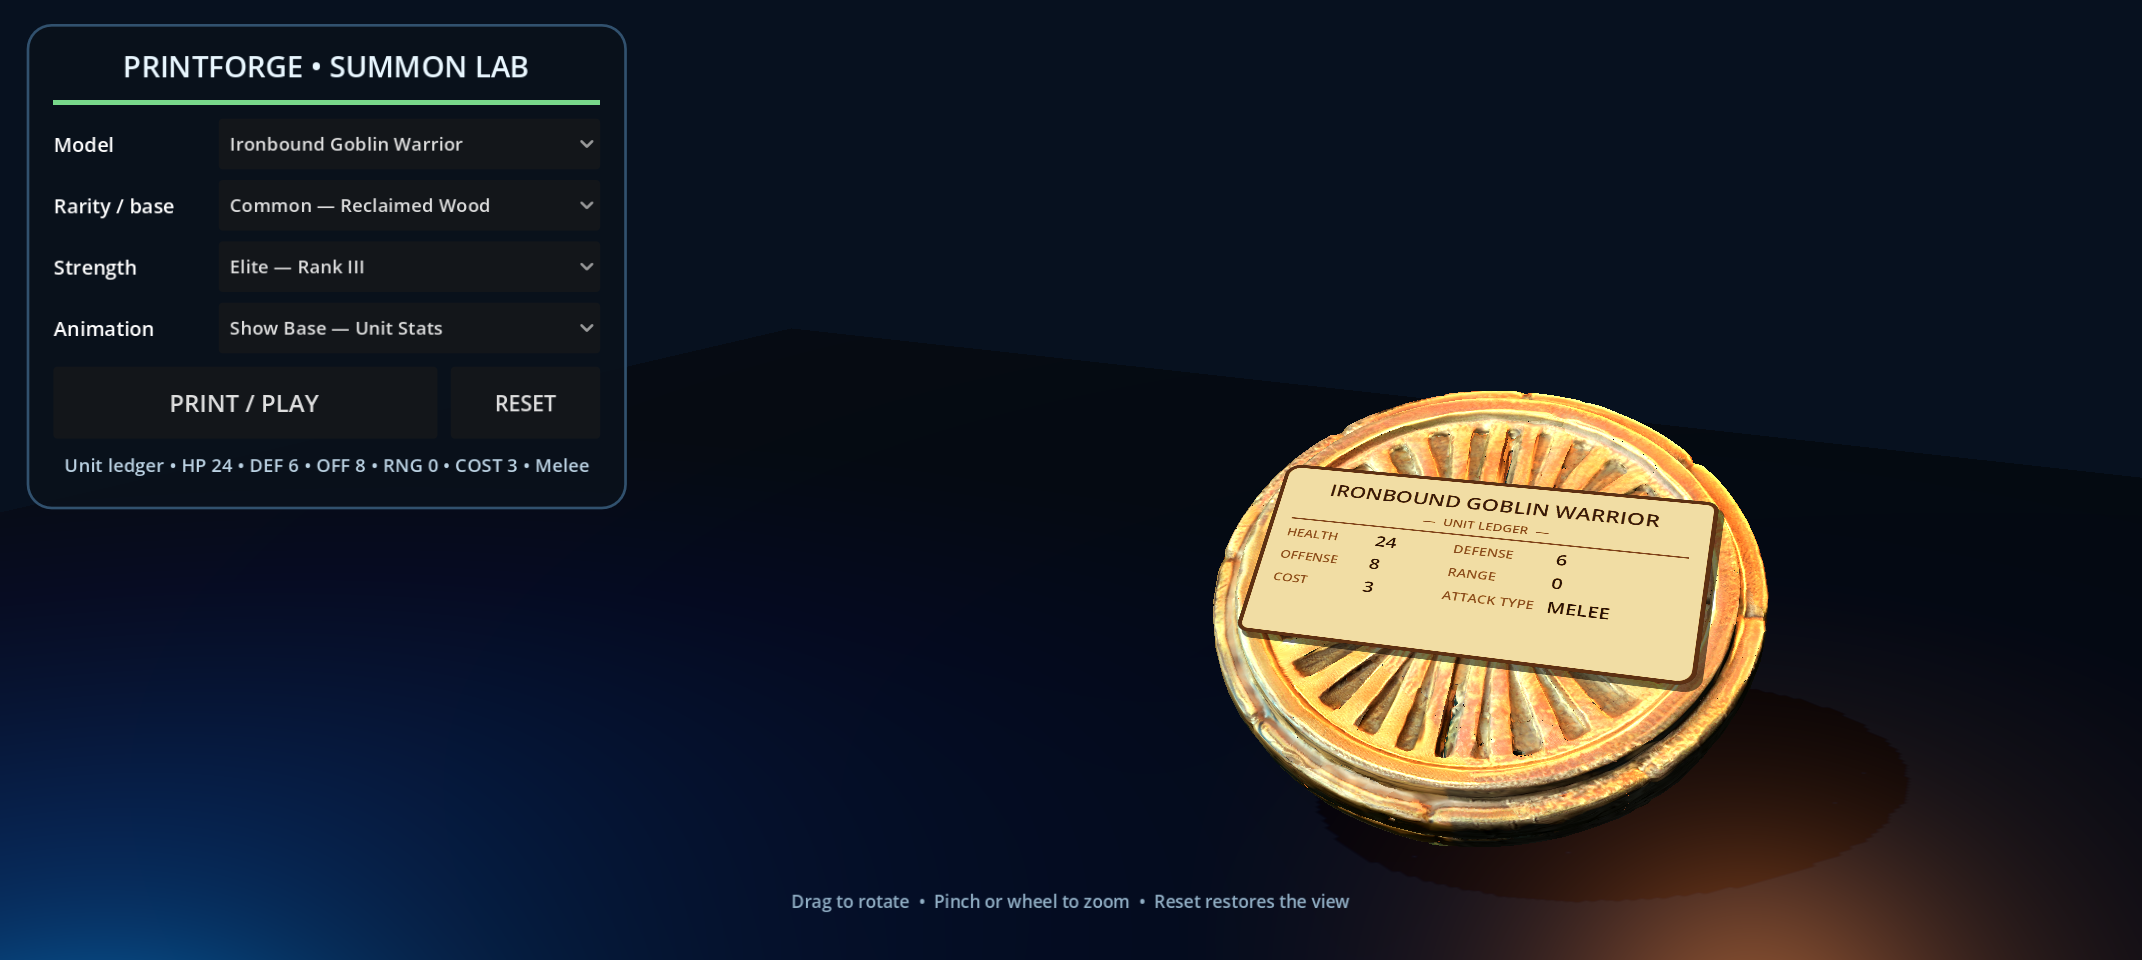 PRINTFORGE • SUMMON LAB
Model Ironbound Goblin Warrior
Rarity / base Common — Reclaimed Wood
Strength Elite — Rank III
Animation Show Base — Unit Stats
PRINT / PLAY RESET
Unit ledger • HP 24 • DEF 6 • OFF 8 • RNG 0 • COST 3 • Melee
IRONBOUND GOBLIN WARRIOR
— UNIT LEDGER —
HEALTH 24 DEFENSE 6
OFFENSE 8 RANGE 0
COST 3 ATTACK TYPE MELEE
Drag to rotate • Pinch or wheel to zoom • Reset restores the view